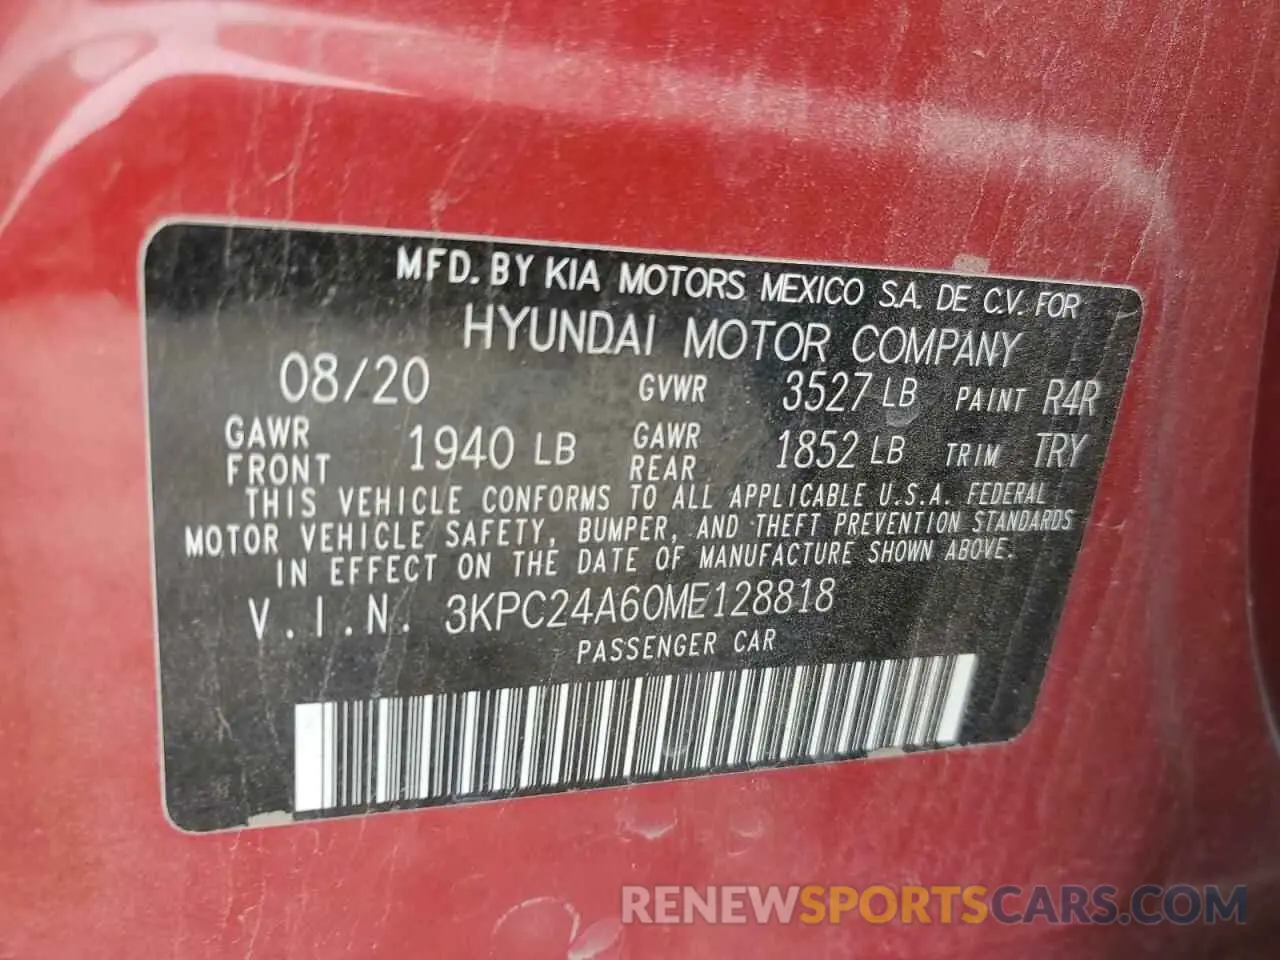 MFD. BY KIA MOTORS MEXICO S.A. DE C.V. FOR
HYUNDAI MOTOR COMPANY
08/20 GVWR 3527 LB PAINT R4R
GAWR FRONT 1940 LB GAWR REAR 1852 LB TRIM TRY
THIS VEHICLE CONFORMS TO ALL APPLICABLE U.S.A. FEDERAL
MOTOR VEHICLE SAFETY, BUMPER, AND THEFT PREVENTION STANDARDS
IN EFFECT ON THE DATE OF MANUFACTURE SHOWN ABOVE.
V.I.N. 3KPC24A60ME128818
PASSENGER CAR
RENEWSPORTSCARS.COM